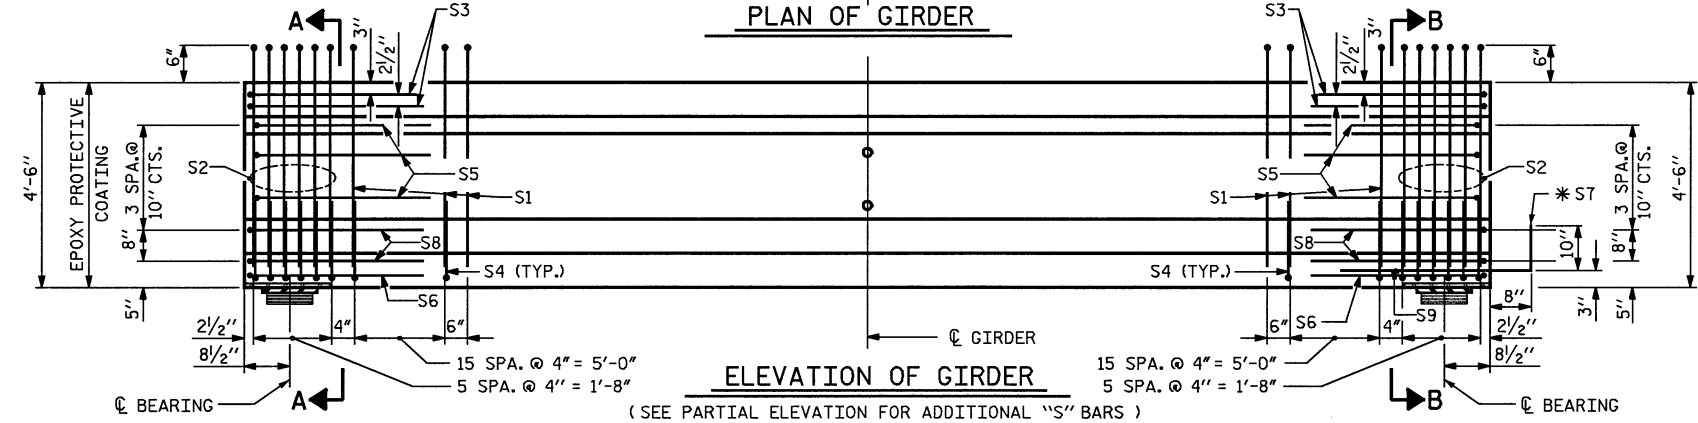 PLAN OF GIRDER
A
S3
3"
2½"
6"
S3
3"
2½"
B
6"
4'-6"
EPOXY PROTECTIVE
COATING
3 SPA.@
10" CTS.
8"
5"
S2
S5
S1
S8
S4 (TYP.)
S6
S5
S1
S8
S4 (TYP.)
S6
S9
S2
* S7
3 SPA.@
10" CTS.
10"
8"
4'-6"
8"
3"
5"
2½"
4"
6"
8½"
15 SPA. @ 4" = 5'-0"
5 SPA. @ 4" = 1'-8"
℄ BEARING
A
℄ GIRDER
6"
4"
2½"
8½"
15 SPA. @ 4" = 5'-0"
5 SPA. @ 4" = 1'-8"
B
℄ BEARING
ELEVATION OF GIRDER
( SEE PARTIAL ELEVATION FOR ADDITIONAL "S" BARS )